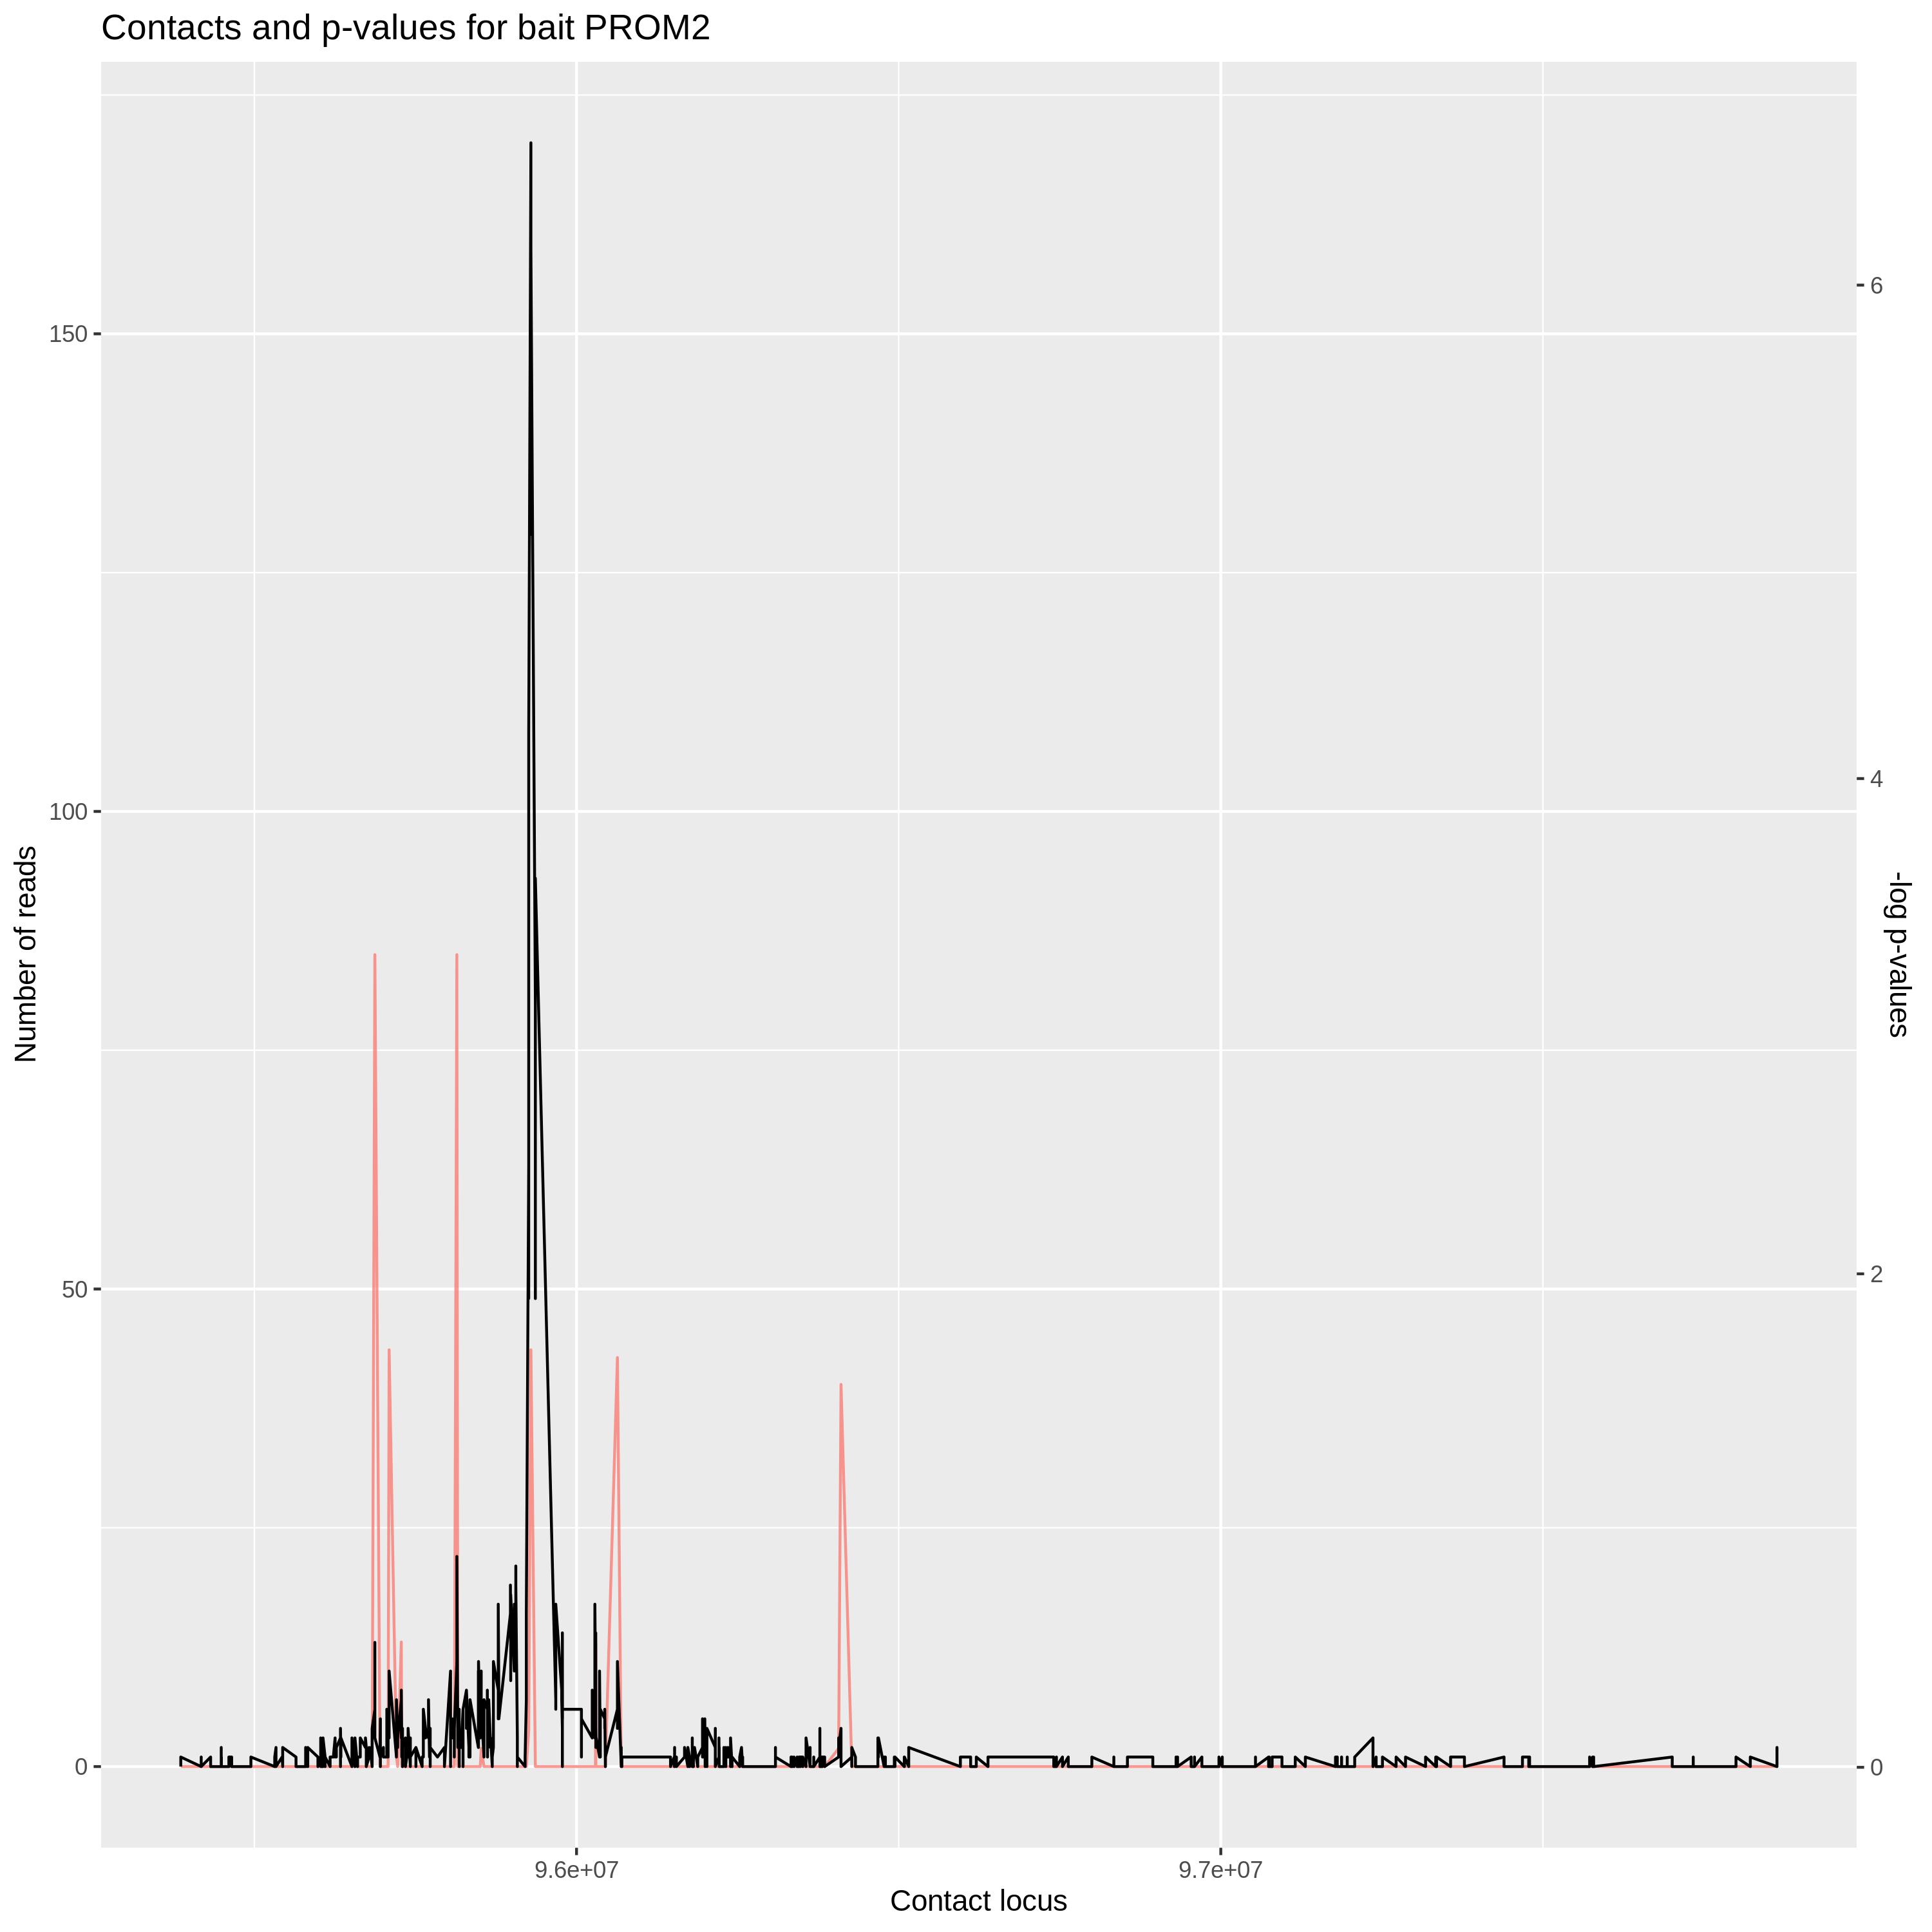 Contacts and p-values for bait PROM2
150
100
50
0
Number of reads
6
4
2
0
-log p-values
9.6e+07
9.7e+07
Contact locus